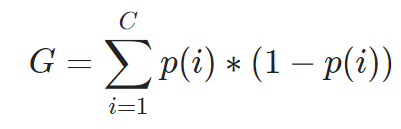 G = \sum_{i=1}^{C} p(i) * (1 - p(i))